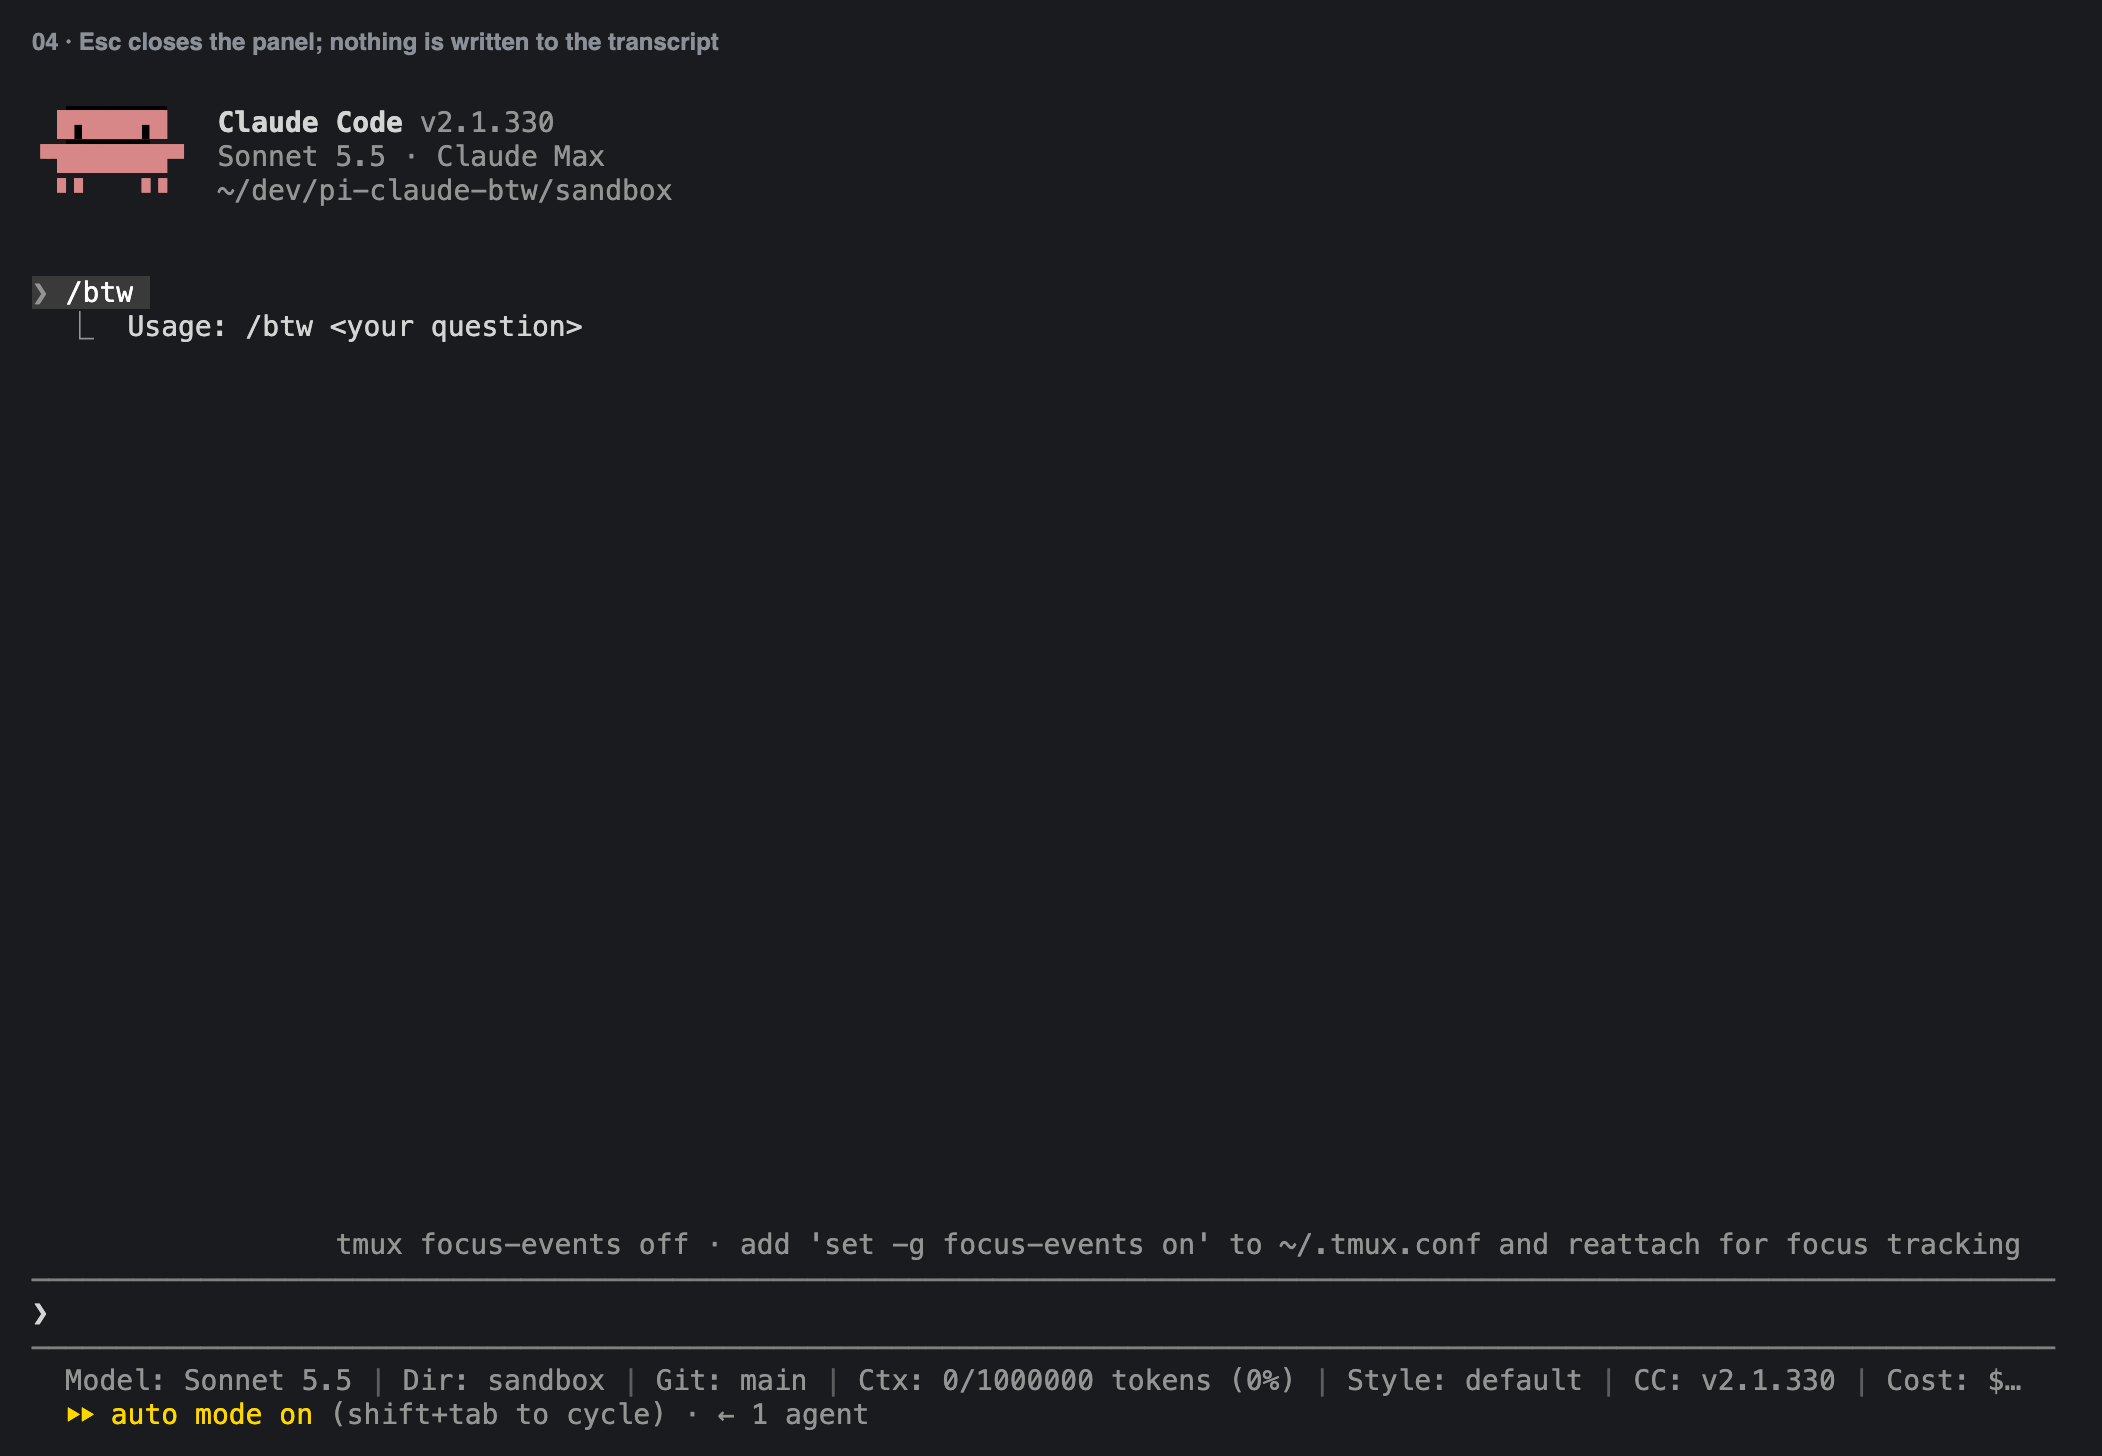 04 · Esc closes the panel; nothing is written to the transcript
Claude Code v2.1.330
Sonnet 5.5 · Claude Max
~/dev/pi-claude-btw/sandbox
❯ /btw
⎿ Usage: /btw <your question>
tmux focus-events off · add 'set -g focus-events on' to ~/.tmux.conf and reattach for focus tracking
❯
Model: Sonnet 5.5 | Dir: sandbox | Git: main | Ctx: 0/1000000 tokens (0%) | Style: default | CC: v2.1.330 | Cost: $…
⏵⏵ auto mode on (shift+tab to cycle) · ← 1 agent